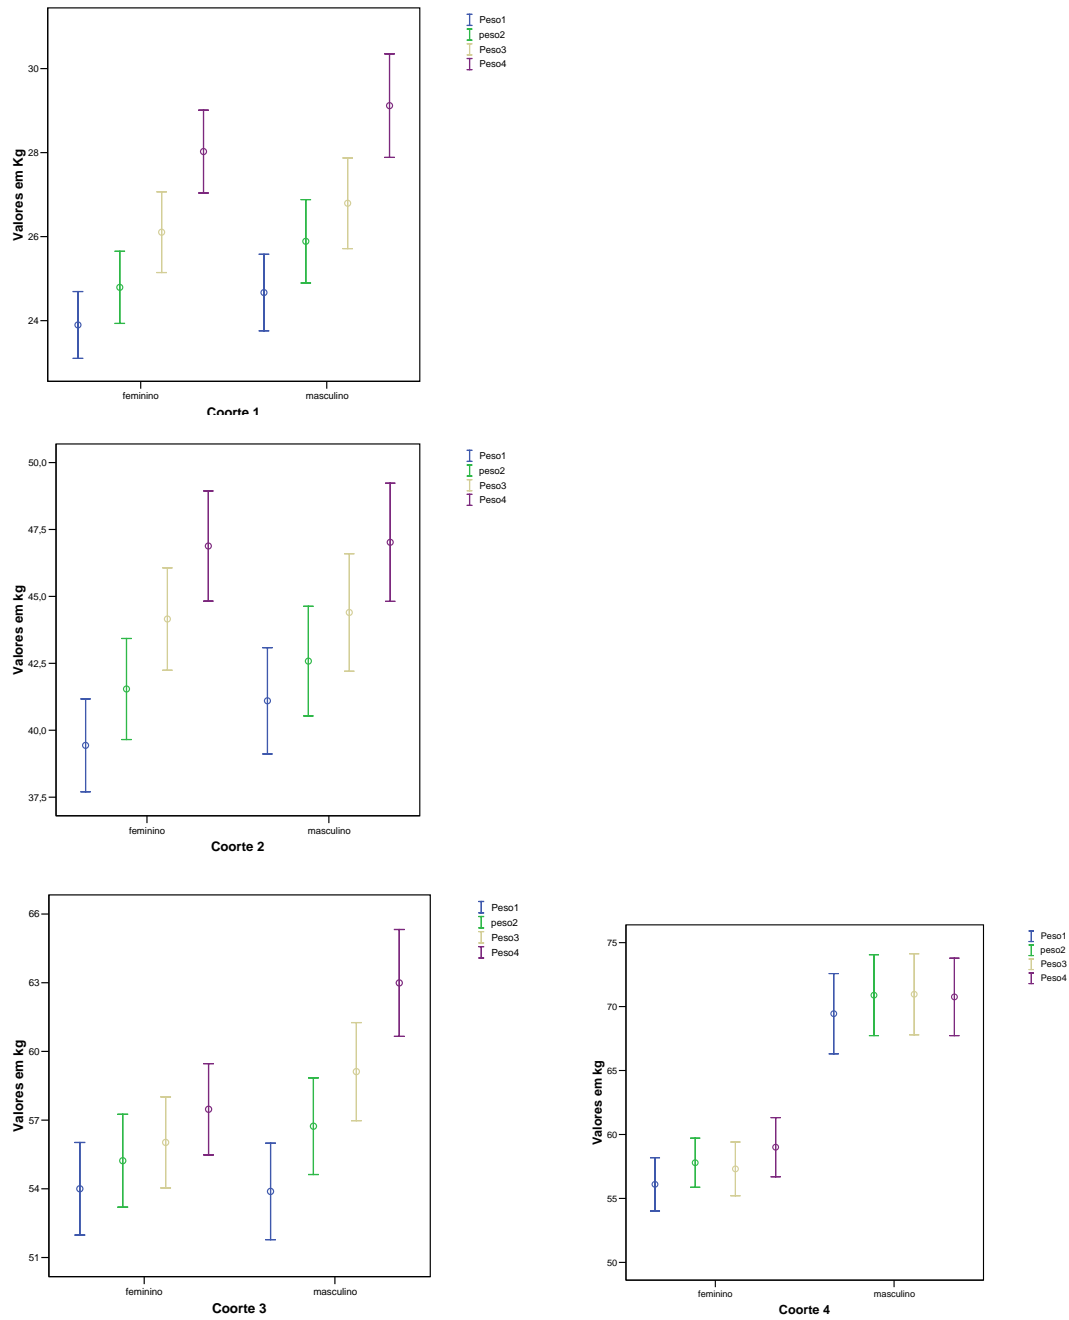 Peso1
peso2
Peso3
Peso4
30
28
26
24
Valores em Kg
feminino
masculino
Coorte 1
Peso1
peso2
Peso3
Peso4
50,0
47,5
45,0
42,5
40,0
37,5
Valores em kg
feminino
masculino
Coorte 2
Peso1
peso2
Peso3
Peso4
66
63
60
57
54
51
Valores em kg
feminino
masculino
Coorte 3
Peso1
peso2
Peso3
Peso4
75
70
65
60
55
50
Valores em kg
feminino
masculino
Coorte 4